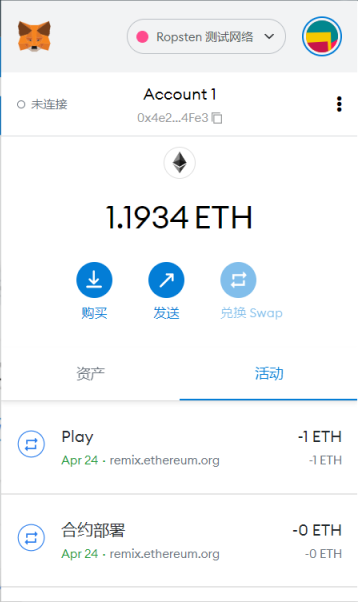 Ropsten 测试网络
未连接
Account 1
0x4e2...4Fe3
1.1934 ETH
购买 发送 兑换 Swap
资产 活动
Play -1 ETH
Apr 24 · remix.ethereum.org -1 ETH
合约部署 -0 ETH
Apr 24 · remix.ethereum.org -0 ETH